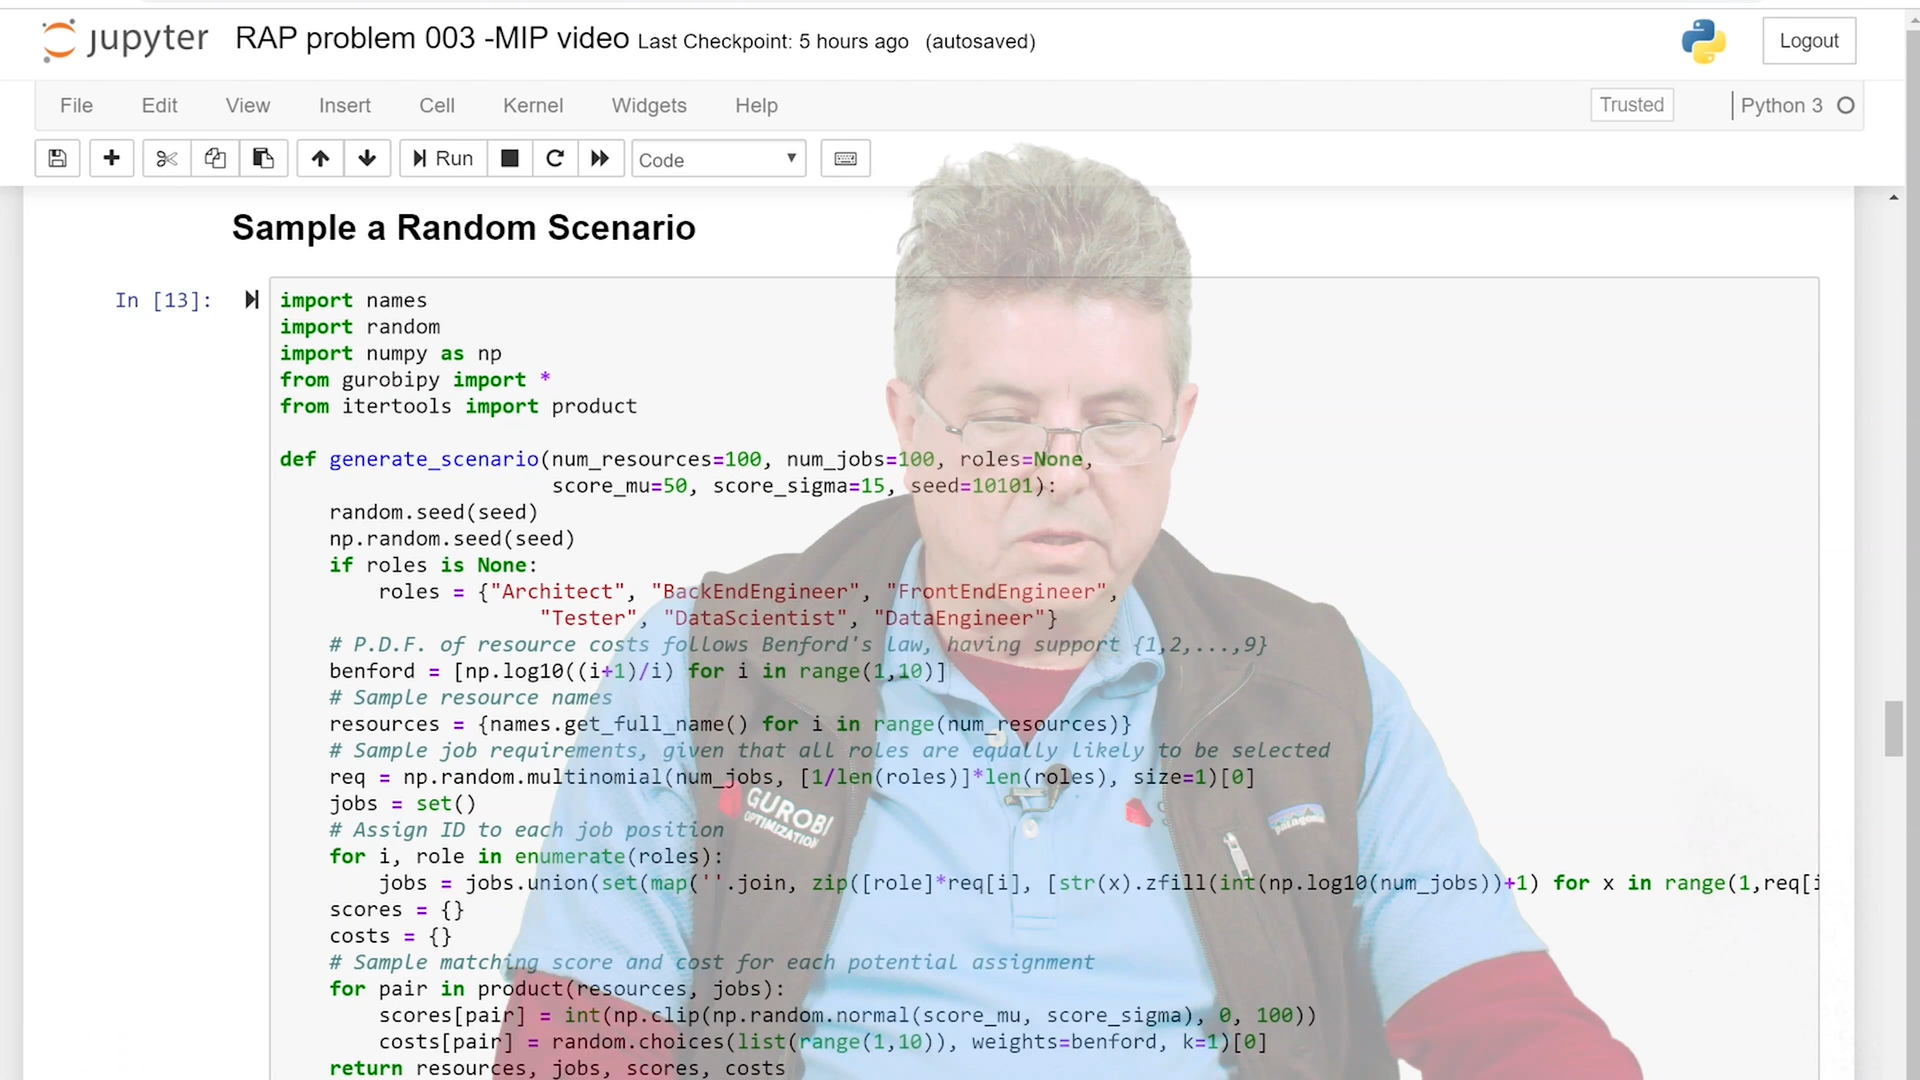 jupyter RAP problem 003 -MIP video Last Checkpoint: 5 hours ago (autosaved) Logout
File Edit View Insert Cell Kernel Widgets Help Trusted Python 3
Run Code
Sample a Random Scenario
In [13]:
import names
import random
import numpy as np
from gurobipy import *
from itertools import product
def generate_scenario(num_resources=100, num_jobs=100, roles=None,
score_mu=50, score_sigma=15, seed=10101):
random.seed(seed)
np.random.seed(seed)
if roles is None:
roles = {"Architect", "BackEndEngineer", "FrontEndEngineer",
"Tester", "DataScientist", "DataEngineer"}
# P.D.F. of resource costs follows Benford's law, having support {1,2,...,9}
benford = [np.log10((i+1)/i) for i in range(1,10)]
# Sample resource names
resources = {names.get_full_name() for i in range(num_resources)}
# Sample job requirements, given that all roles are equally likely to be selected
req = np.random.multinomial(num_jobs, [1/len(roles)]*len(roles), size=1)[0]
jobs = set()
# Assign ID to each job position
for i, role in enumerate(roles):
jobs = jobs.union(set(map(''.join, zip([role]*req[i], [str(x).zfill(int(np.log10(num_jobs))+1) for x in range(1,req[i
scores = {}
costs = {}
# Sample matching score and cost for each potential assignment
for pair in product(resources, jobs):
scores[pair] = int(np.clip(np.random.normal(score_mu, score_sigma), 0, 100))
costs[pair] = random.choices(list(range(1,10)), weights=benford, k=1)[0]
return resources, jobs, scores, costs
GUROBI
OPTIMIZATION
patagonia